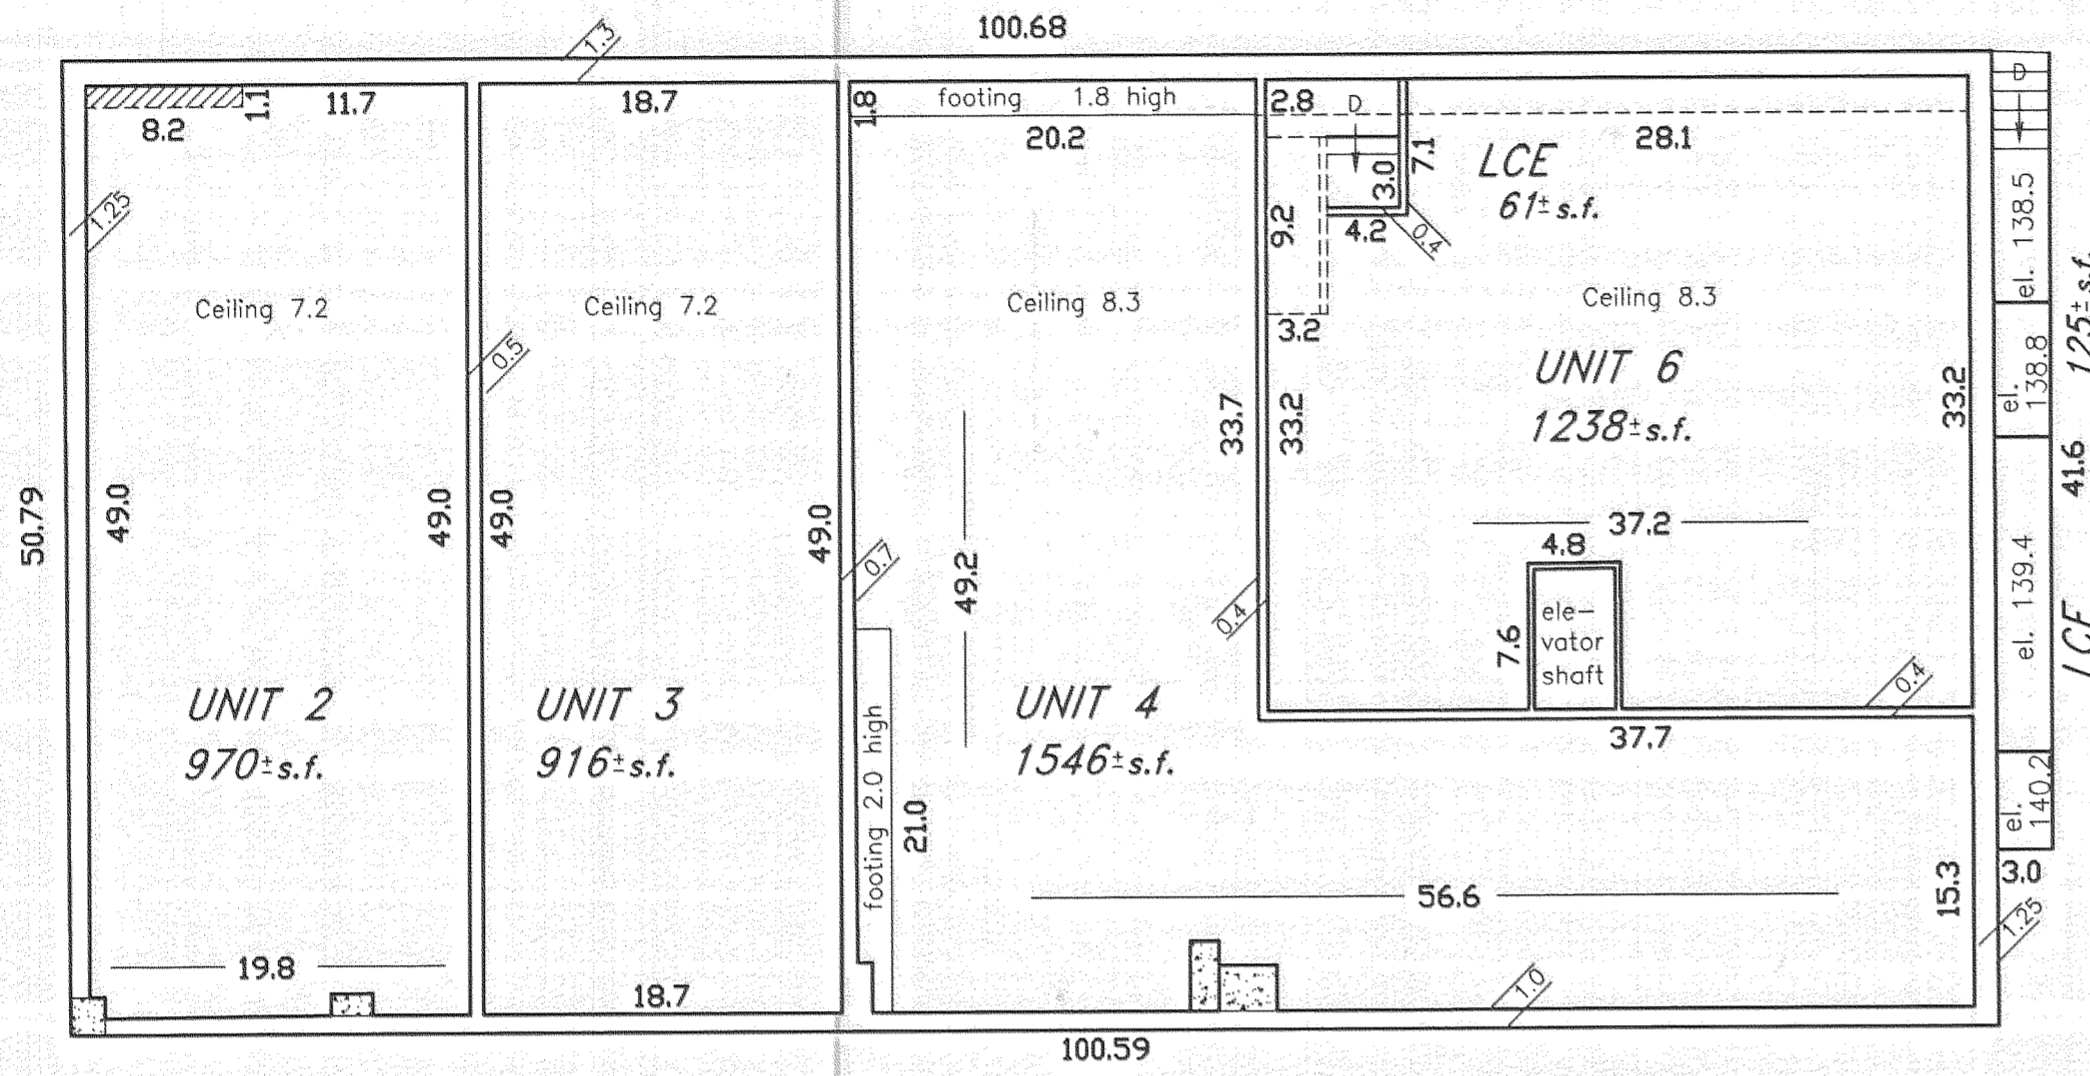 100.68
1.3
8.2
1.1
11.7
18.7
1.8
footing 1.8 high
20.2
2.8
D
3.0
7.1
4.2
0.4
9.2
3.2
LCE
61± s.f.
28.1
D
1.25
Ceiling 7.2
Ceiling 7.2
Ceiling 8.3
Ceiling 8.3
0.5
UNIT 6
1238± s.f.
33.7
33.2
33.2
el. 138.5
el.
138.8
el. 139.4
el.
140.2
LCE 41.6 125± s.f.
50.79
49.0
49.0
49.0
49.0
0.7
49.2
0.4
37.2
4.8
7.6
ele-
vator
shaft
0.4
37.7
UNIT 2
970± s.f.
UNIT 3
916± s.f.
footing 2.0 high
21.0
UNIT 4
1546± s.f.
56.6
15.3
3.0
1.25
19.8
18.7
1.0
100.59